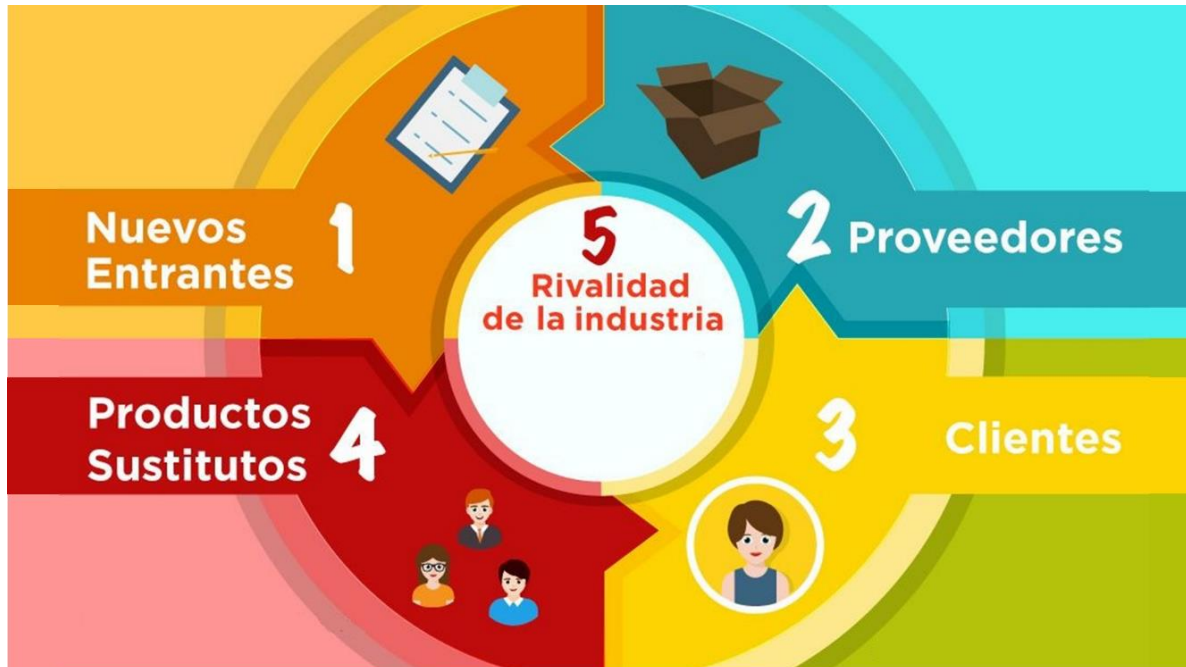 1
Nuevos
Entrantes
2
Proveedores
3
Clientes
4
Productos
Sustitutos
5
Rivalidad
de la industria